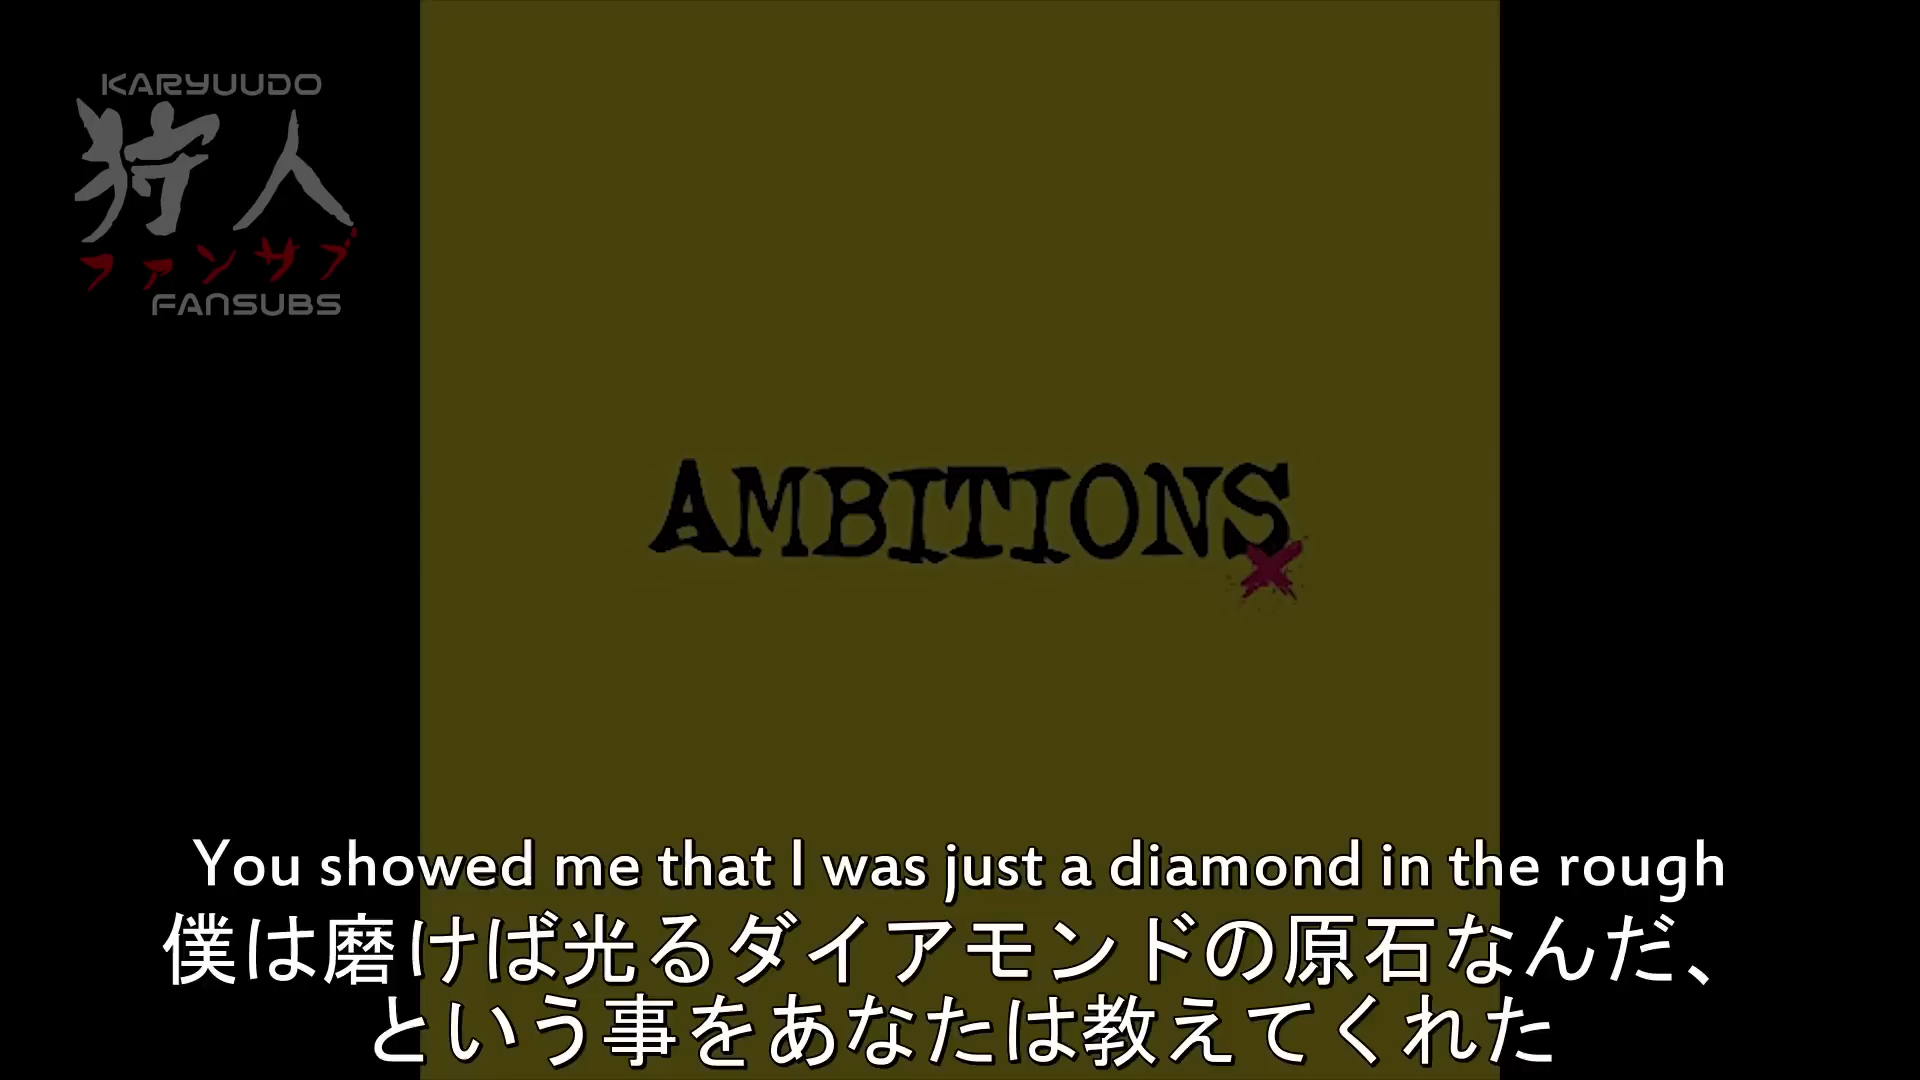 KARYUUDO
狩人
ファンサブ
FANSUBS
AMBITIONS
You showed me that I was just a diamond in the rough
僕は磨けば光るダイアモンドの原石なんだ、
という事をあなたは教えてくれた